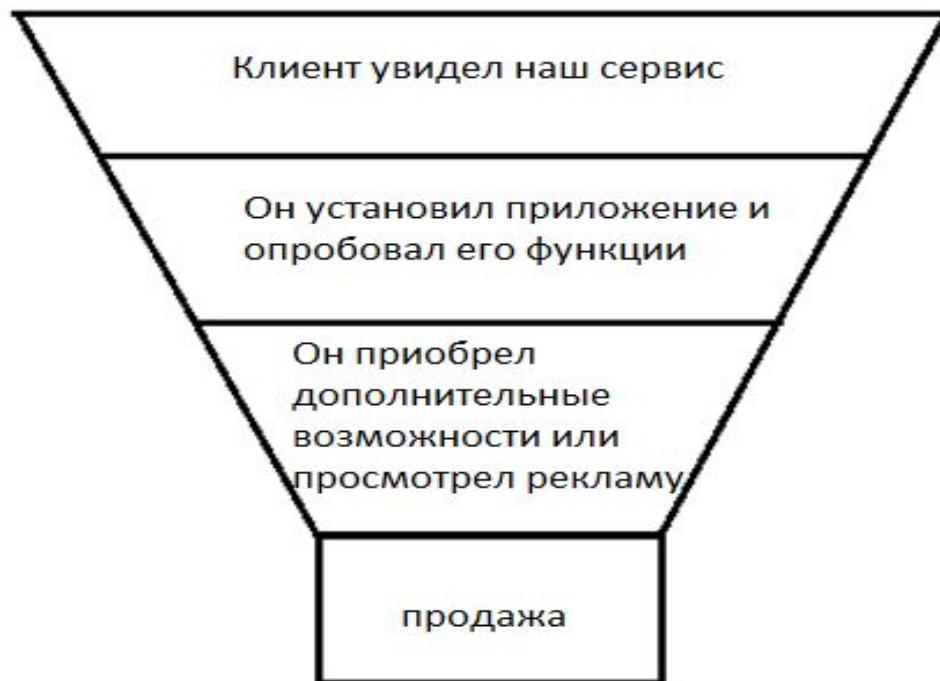 Клиент увидел наш сервис
Он установил приложение и
опробовал его функции
Он приобрел
дополнительные
возможности или
просмотрел рекламу
продажа